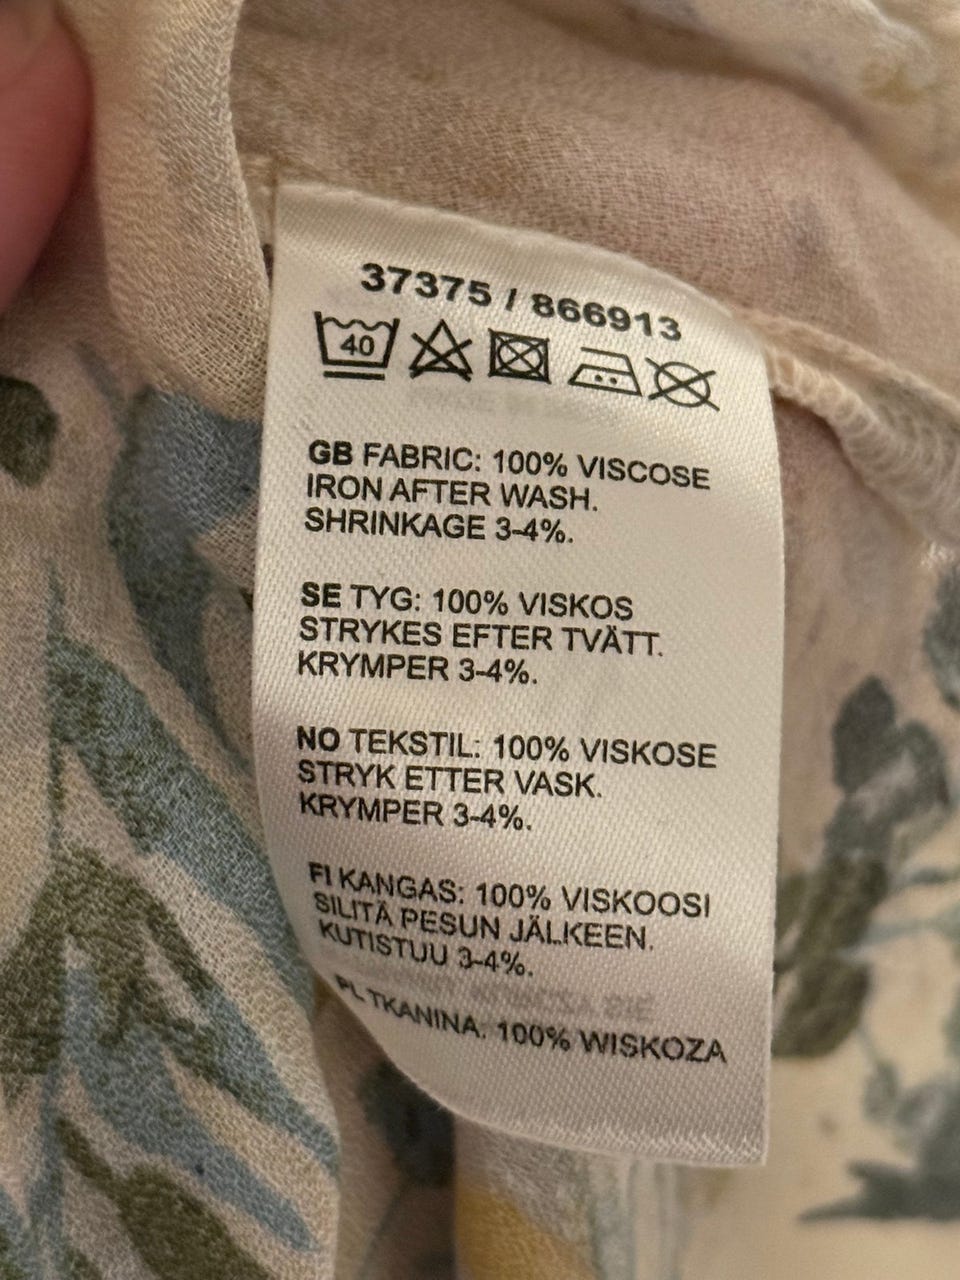 37375 / 866913
40
GB FABRIC: 100% VISCOSE
IRON AFTER WASH.
SHRINKAGE 3-4%.
SE TYG: 100% VISKOS
STRYKES EFTER TVÄTT.
KRYMPER 3-4%.
NO TEKSTIL: 100% VISKOSE
STRYK ETTER VASK.
KRYMPER 3-4%.
FI KANGAS: 100% VISKOOSI
SILITÄ PESUN JÄLKEEN.
KUTISTUU 3-4%.
PL TKANINA: 100% WISKOZA